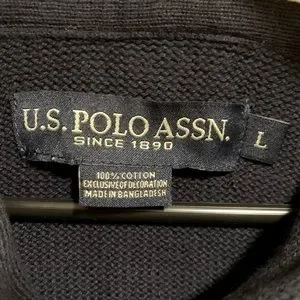 U.S. POLO ASSN.
SINCE 1890
L
100% COTTON
EXCLUSIVE OF DECORATION
MADE IN BANGLADESH